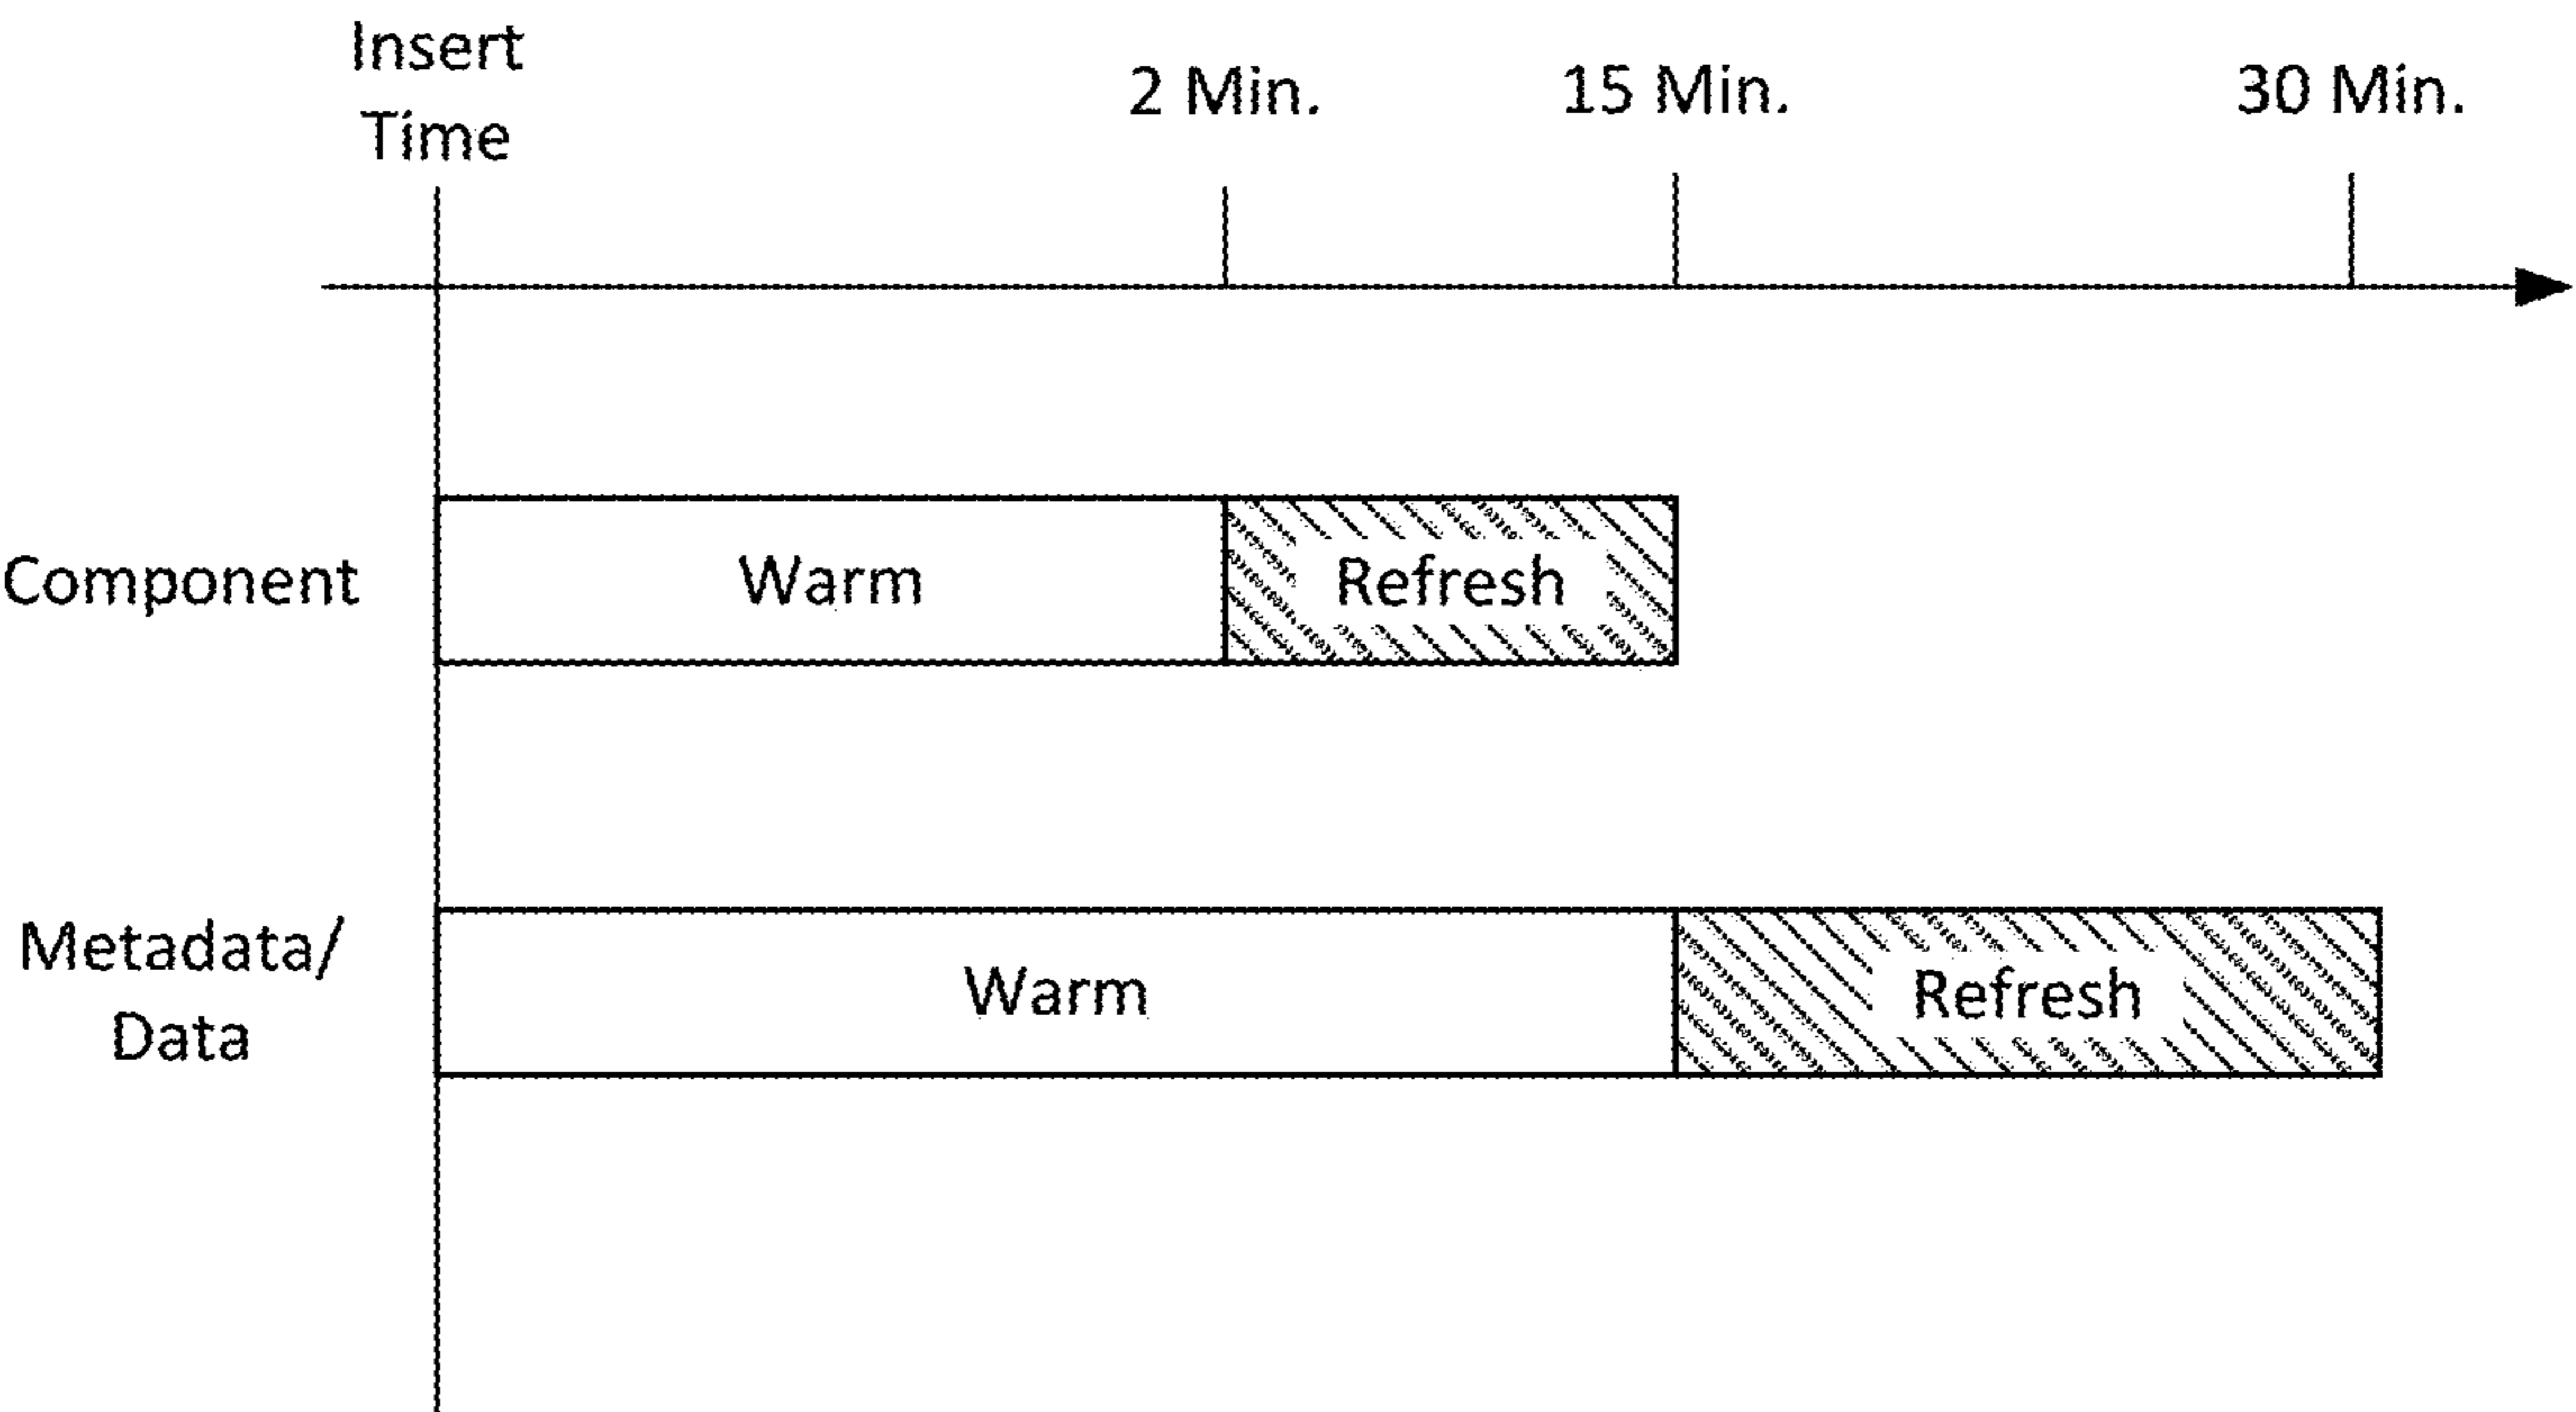 Insert
Time
2 Min.
15 Min.
30 Min.
Component
Warm
Refresh
Metadata/
Data
Warm
Refresh